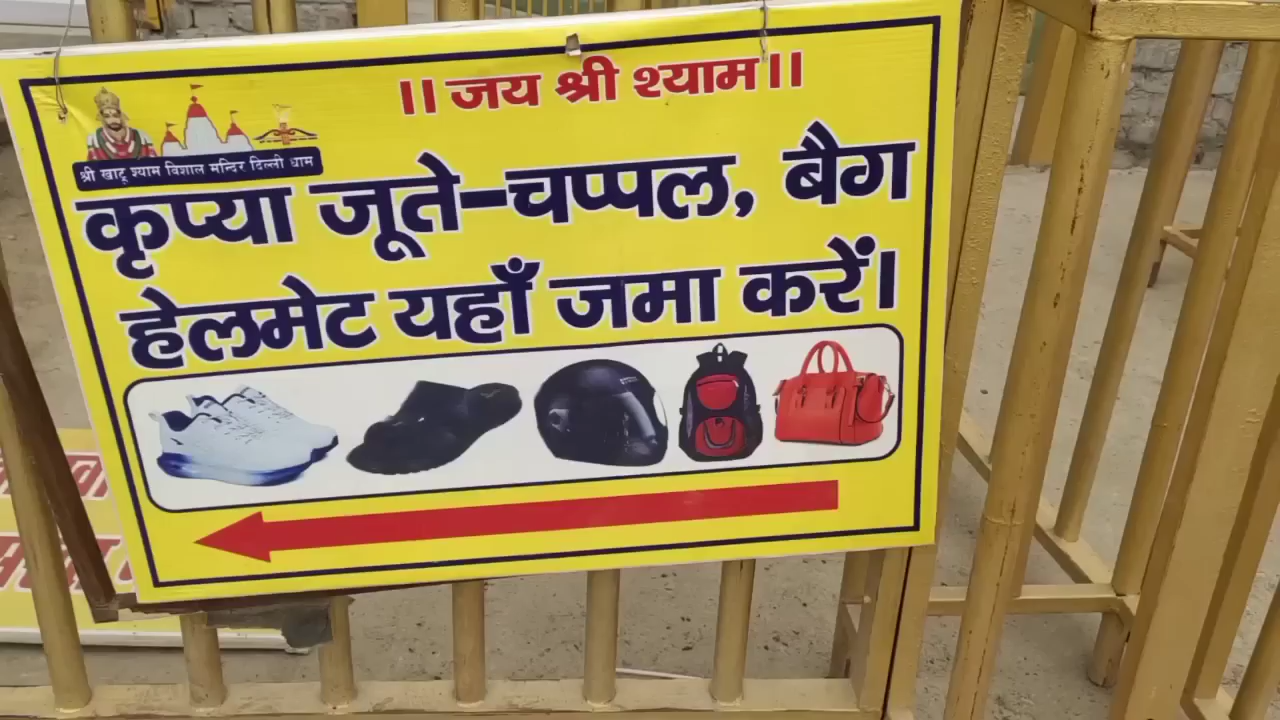 ।। जय श्री श्याम ।।
श्री खाटू श्याम विशाल मन्दिर दिल्ली धाम
कृप्या जूते-चप्पल, बैग
हेलमेट यहाँ जमा करें।